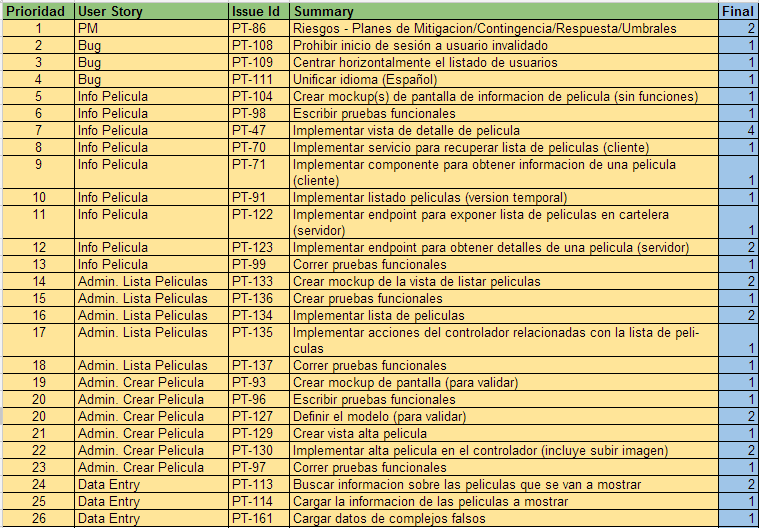 Prioridad User Story Issue Id Summary Final
1 PM PT-86 Riesgos - Planes de Mitigacion/Contingencia/Respuesta/Umbrales 2
2 Bug PT-108 Prohibir inicio de sesión a usuario invalidado 1
3 Bug PT-109 Centrar horizontalmente el listado de usuarios 1
4 Bug PT-111 Unificar idioma (Español) 1
5 Info Pelicula PT-104 Crear mockup(s) de pantalla de informacion de pelicula (sin funciones) 1
6 Info Pelicula PT-98 Escribir pruebas funcionales 1
7 Info Pelicula PT-47 Implementar vista de detalle de pelicula 4
8 Info Pelicula PT-70 Implementar servicio para recuperar lista de peliculas (cliente) 1
9 Info Pelicula PT-71 Implementar componente para obtener informacion de una pelicula
(cliente) 1
10 Info Pelicula PT-91 Implementar listado peliculas (version temporal) 1
11 Info Pelicula PT-122 Implementar endpoint para exponer lista de peliculas en cartelera
(servidor) 1
12 Info Pelicula PT-123 Implementar endpoint para obtener detalles de una pelicula (servidor) 2
13 Info Pelicula PT-99 Correr pruebas funcionales 1
14 Admin. Lista Peliculas PT-133 Crear mockup de la vista de listar peliculas 2
15 Admin. Lista Peliculas PT-136 Crear pruebas funcionales 1
16 Admin. Lista Peliculas PT-134 Implementar lista de peliculas 2
17 Admin. Lista Peliculas PT-135 Implementar acciones del controlador relacionadas con la lista de peli-
culas 1
18 Admin. Lista Peliculas PT-137 Correr pruebas funcionales 1
19 Admin. Crear Pelicula PT-93 Crear mockup de pantalla (para validar) 1
20 Admin. Crear Pelicula PT-96 Escribir pruebas funcionales 1
20 Admin. Crear Pelicula PT-127 Definir el modelo (para validar) 2
21 Admin. Crear Pelicula PT-129 Crear vista alta pelicula 1
22 Admin. Crear Pelicula PT-130 Implementar alta pelicula en el controlador (incluye subir imagen) 2
23 Admin. Crear Pelicula PT-97 Correr pruebas funcionales 1
24 Data Entry PT-113 Buscar informacion sobre las peliculas que se van a mostrar 2
25 Data Entry PT-114 Cargar la informacion de las peliculas a mostrar 1
26 Data Entry PT-161 Cargar datos de complejos falsos 1